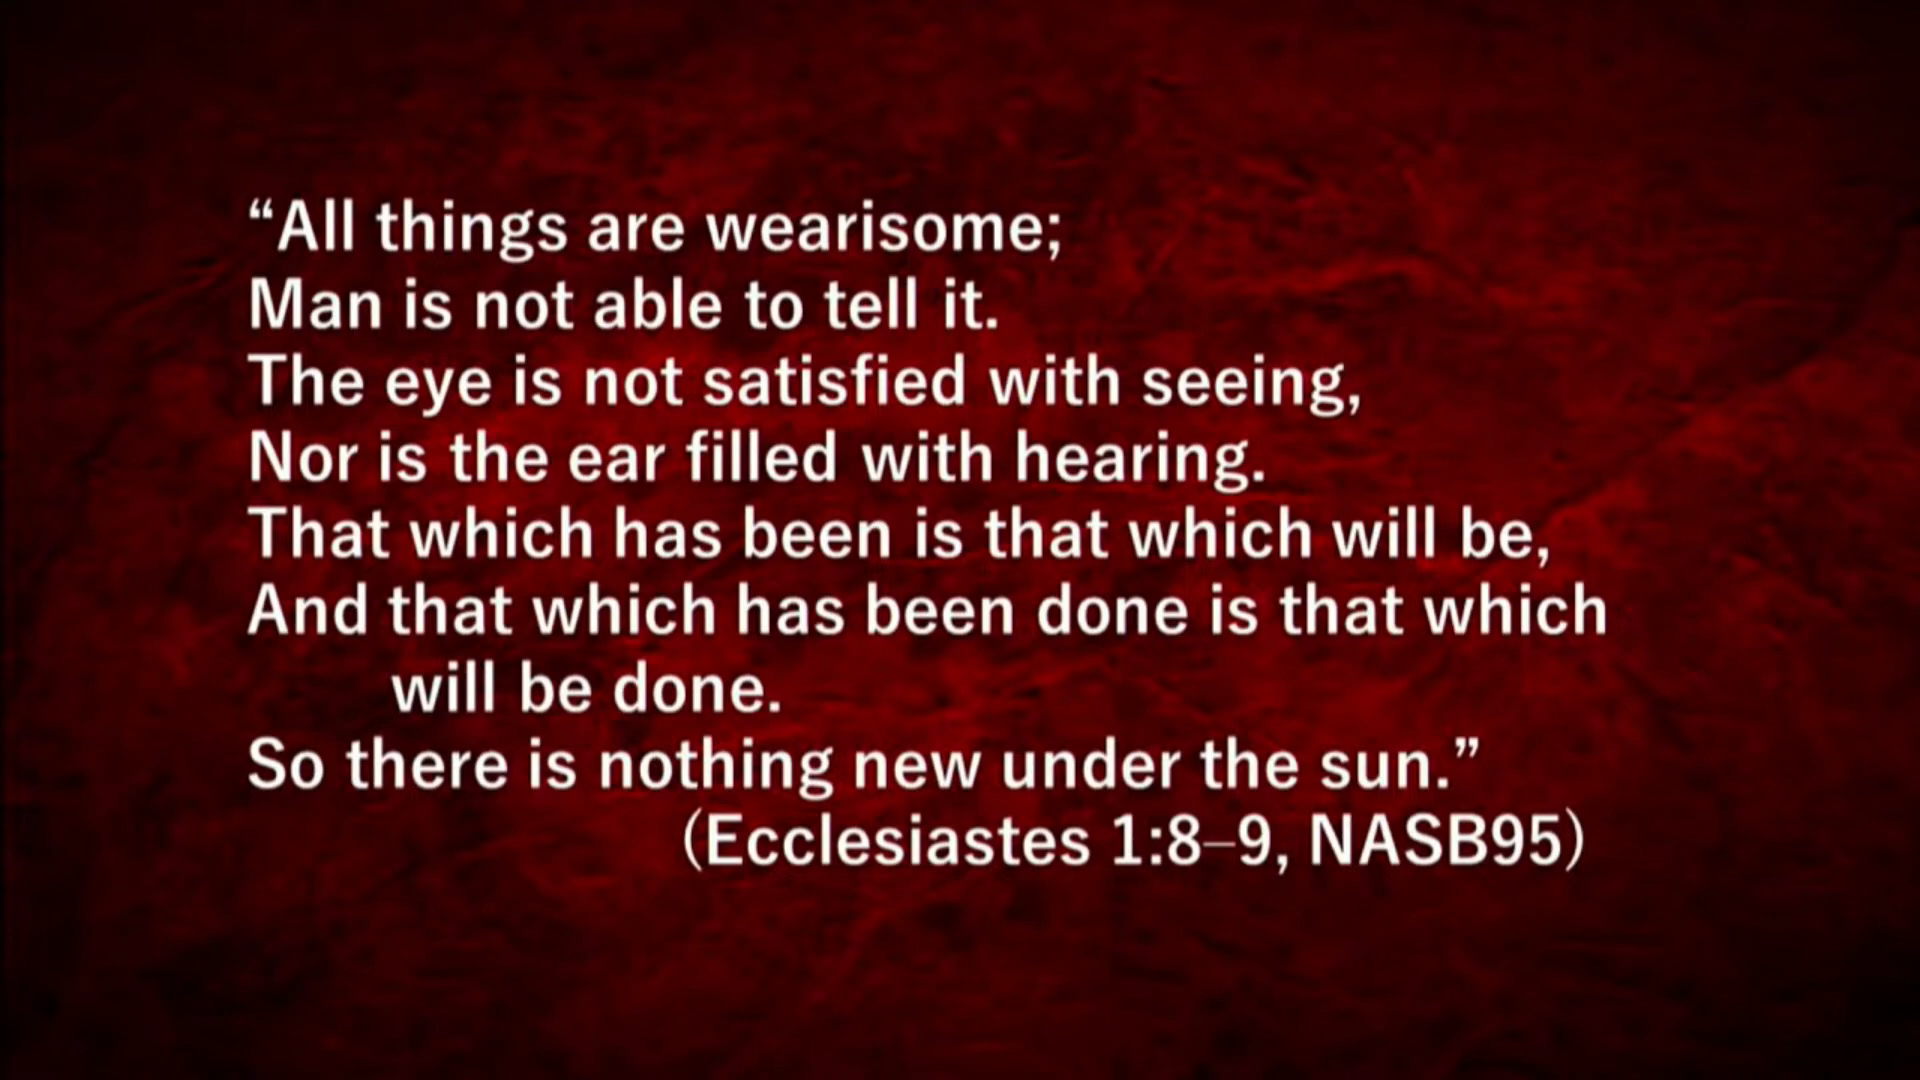 “All things are wearisome;
Man is not able to tell it.
The eye is not satisfied with seeing,
Nor is the ear filled with hearing.
That which has been is that which will be,
And that which has been done is that which
will be done.
So there is nothing new under the sun.”
(Ecclesiastes 1:8–9, NASB95)